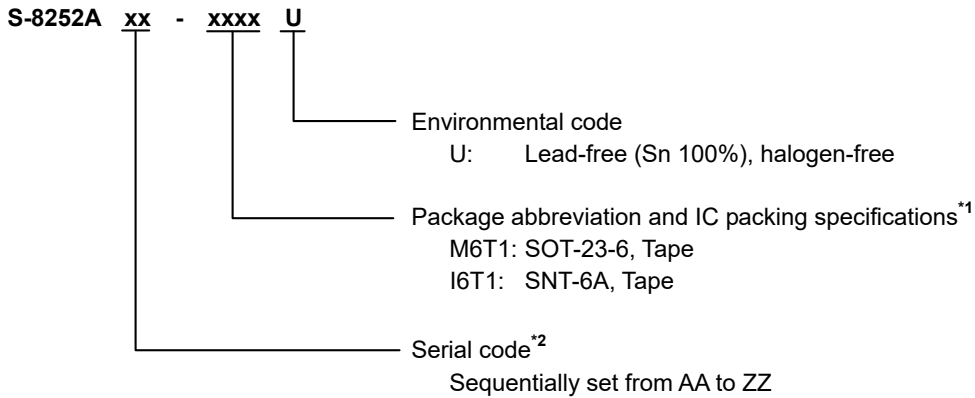 S-8252A xx - xxxx U
Environmental code
U: Lead-free (Sn 100%), halogen-free
Package abbreviation and IC packing specifications*1
M6T1: SOT-23-6, Tape
I6T1: SNT-6A, Tape
Serial code*2
Sequentially set from AA to ZZ